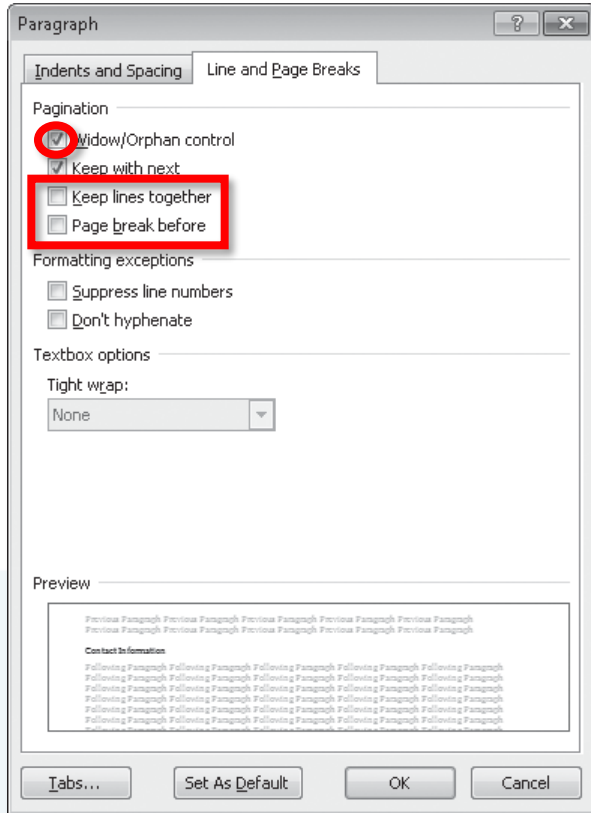 Paragraph
Indents and Spacing
Line and Page Breaks
Pagination
Widow/Orphan control
Keep with next
Keep lines together
Page break before
Formatting exceptions
Suppress line numbers
Don't hyphenate
Textbox options
Tight wrap:
None
Preview
Previous Paragraph Previous Paragraph Previous Paragraph Previous Paragraph Previous Paragraph
Previous Paragraph Previous Paragraph Previous Paragraph Previous Paragraph Previous Paragraph
Contact Information
Following Paragraph Following Paragraph Following Paragraph Following Paragraph Following Paragraph
Following Paragraph Following Paragraph Following Paragraph Following Paragraph Following Paragraph
Following Paragraph Following Paragraph Following Paragraph Following Paragraph Following Paragraph
Following Paragraph Following Paragraph Following Paragraph Following Paragraph Following Paragraph
Following Paragraph Following Paragraph Following Paragraph Following Paragraph Following Paragraph
Following Paragraph Following Paragraph Following Paragraph Following Paragraph Following Paragraph
Tabs...
Set As Default
OK
Cancel